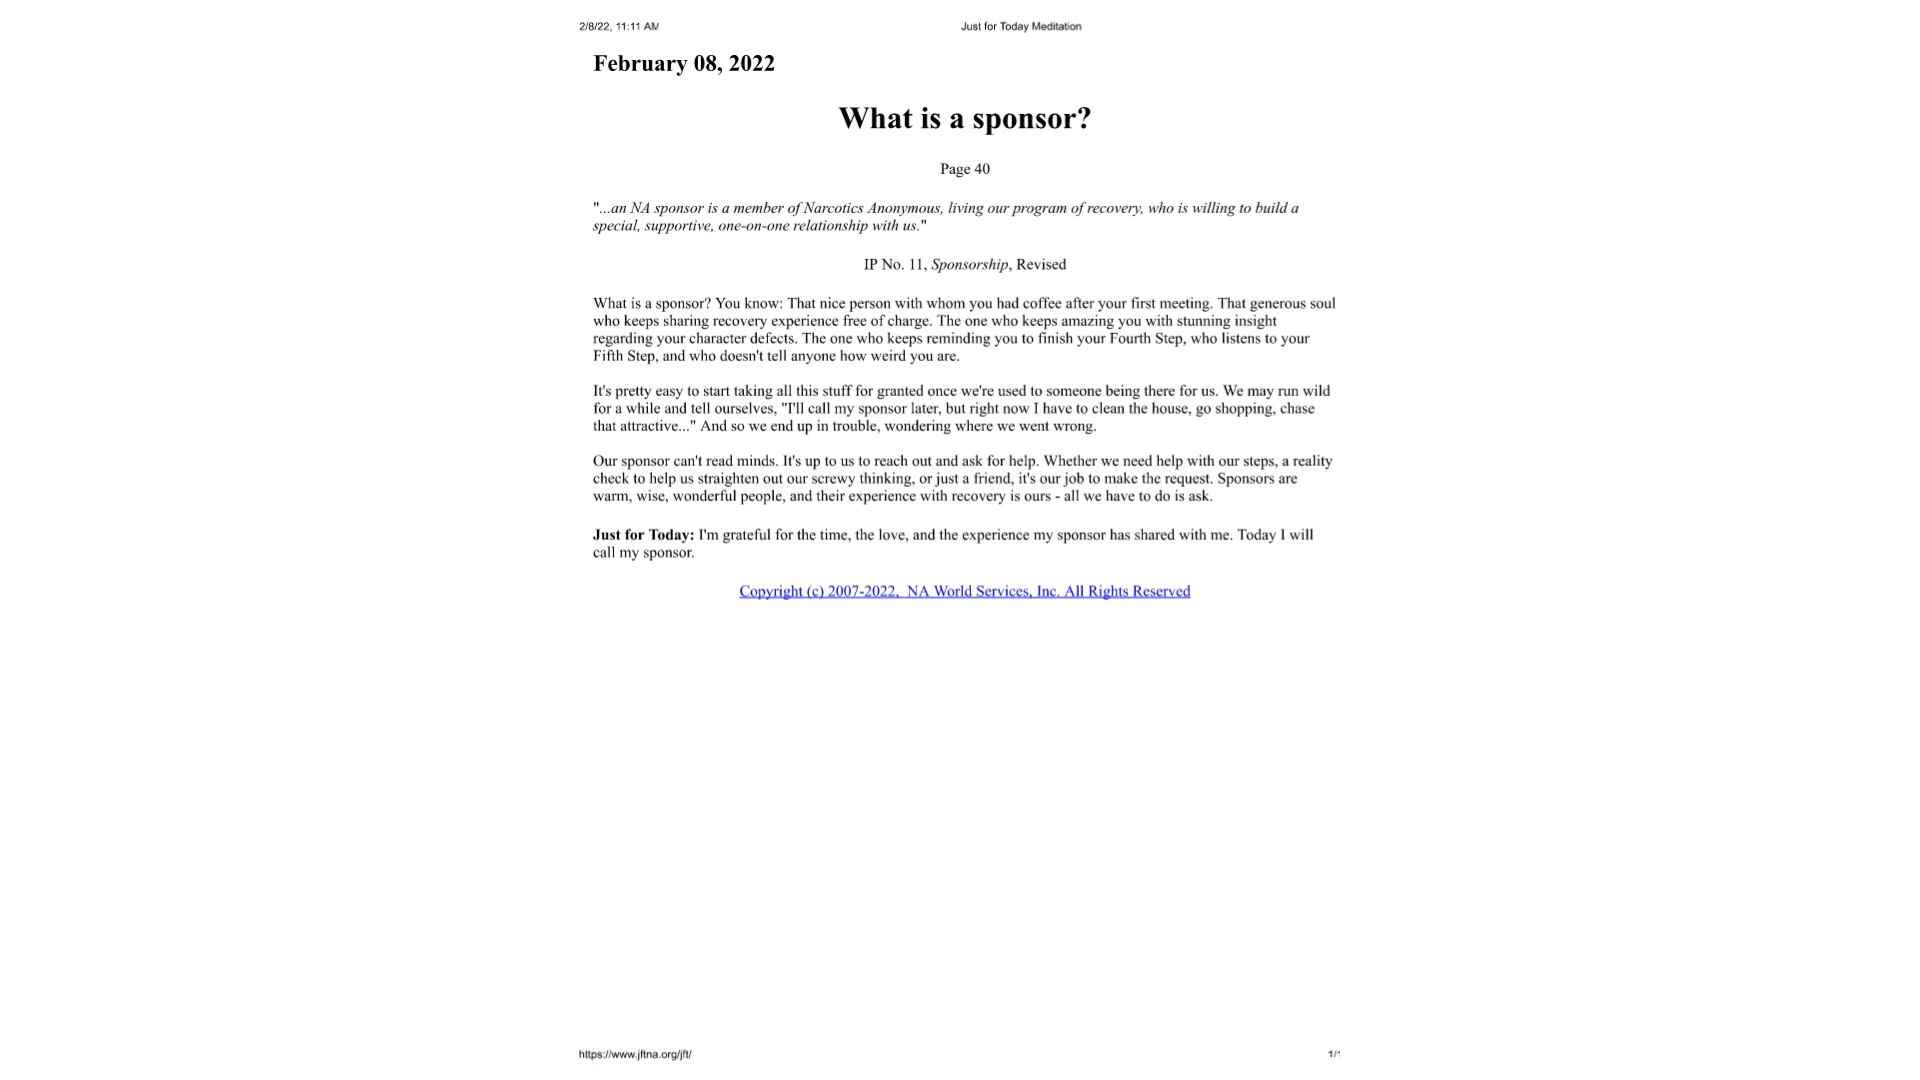 2/8/22, 11:11 AM
Just for Today Meditation
February 08, 2022
What is a sponsor?
Page 40
"...an NA sponsor is a member of Narcotics Anonymous, living our program of recovery, who is willing to build a
special, supportive, one-on-one relationship with us."
IP No. 11, Sponsorship, Revised
What is a sponsor? You know: That nice person with whom you had coffee after your first meeting. That generous soul
who keeps sharing recovery experience free of charge. The one who keeps amazing you with stunning insight
regarding your character defects. The one who keeps reminding you to finish your Fourth Step, who listens to your
Fifth Step, and who doesn't tell anyone how weird you are.
It's pretty easy to start taking all this stuff for granted once we're used to someone being there for us. We may run wild
for a while and tell ourselves, "I'll call my sponsor later, but right now I have to clean the house, go shopping, chase
that attractive..." And so we end up in trouble, wondering where we went wrong.
Our sponsor can't read minds. It's up to us to reach out and ask for help. Whether we need help with our steps, a reality
check to help us straighten out our screwy thinking, or just a friend, it's our job to make the request. Sponsors are
warm, wise, wonderful people, and their experience with recovery is ours - all we have to do is ask.
Just for Today: I'm grateful for the time, the love, and the experience my sponsor has shared with me. Today I will
call my sponsor.
Copyright (c) 2007-2022, NA World Services, Inc. All Rights Reserved
https://www.jftna.org/jft/
1/1